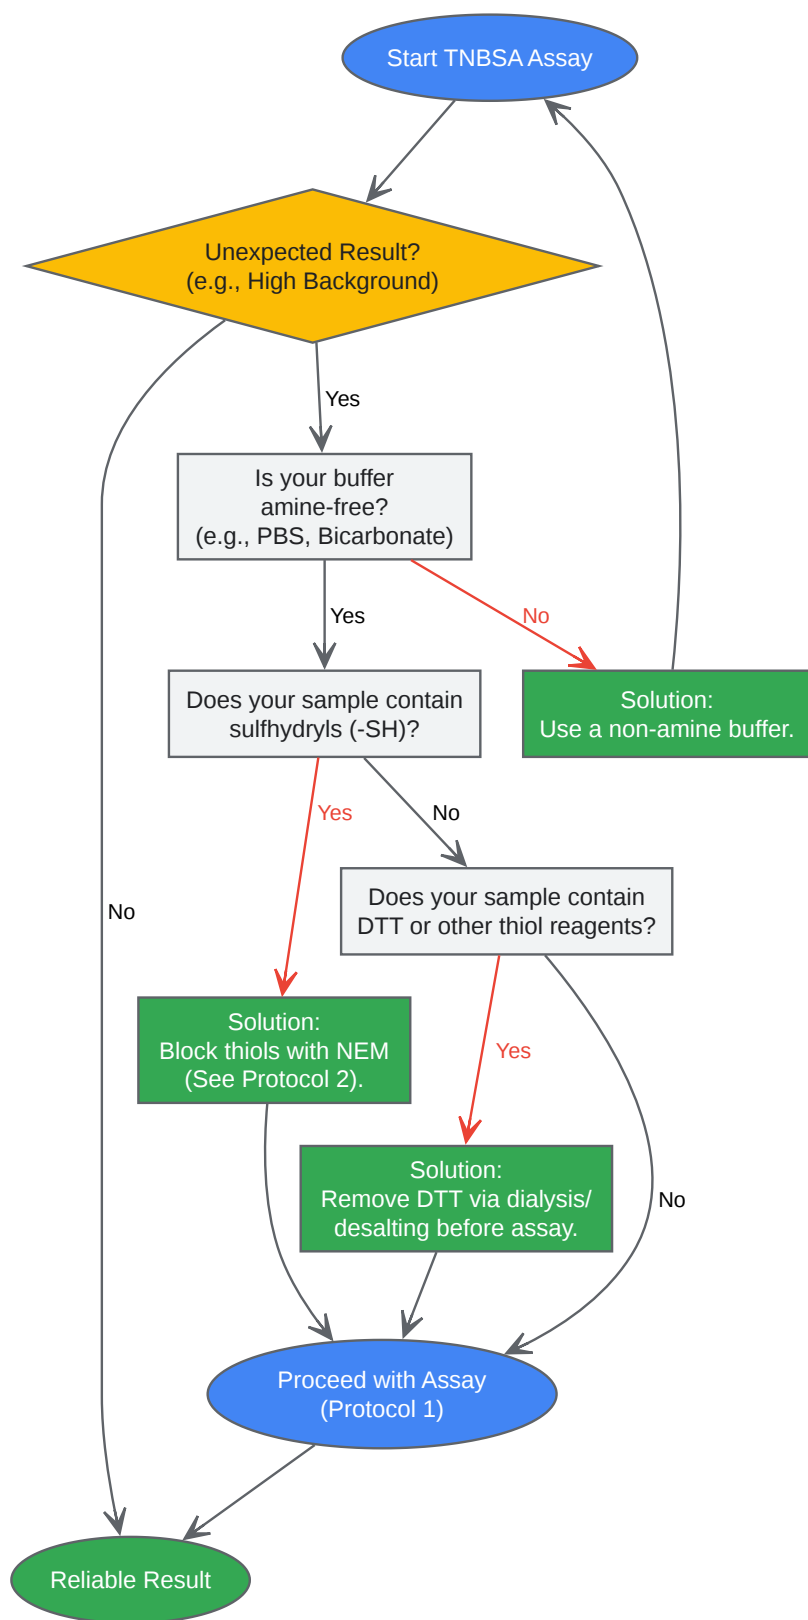 Start TNBSA Assay
Unexpected Result?
(e.g., High Background)
Yes
Is your buffer
amine-free?
(e.g., PBS, Bicarbonate)
Yes
No
Does your sample contain
sulfhydryls (-SH)?
Solution:
Use a non-amine buffer.
Yes
No
Does your sample contain
DTT or other thiol reagents?
No
Solution:
Block thiols with NEM
(See Protocol 2).
Yes
Solution:
Remove DTT via dialysis/
desalting before assay.
No
Proceed with Assay
(Protocol 1)
Reliable Result